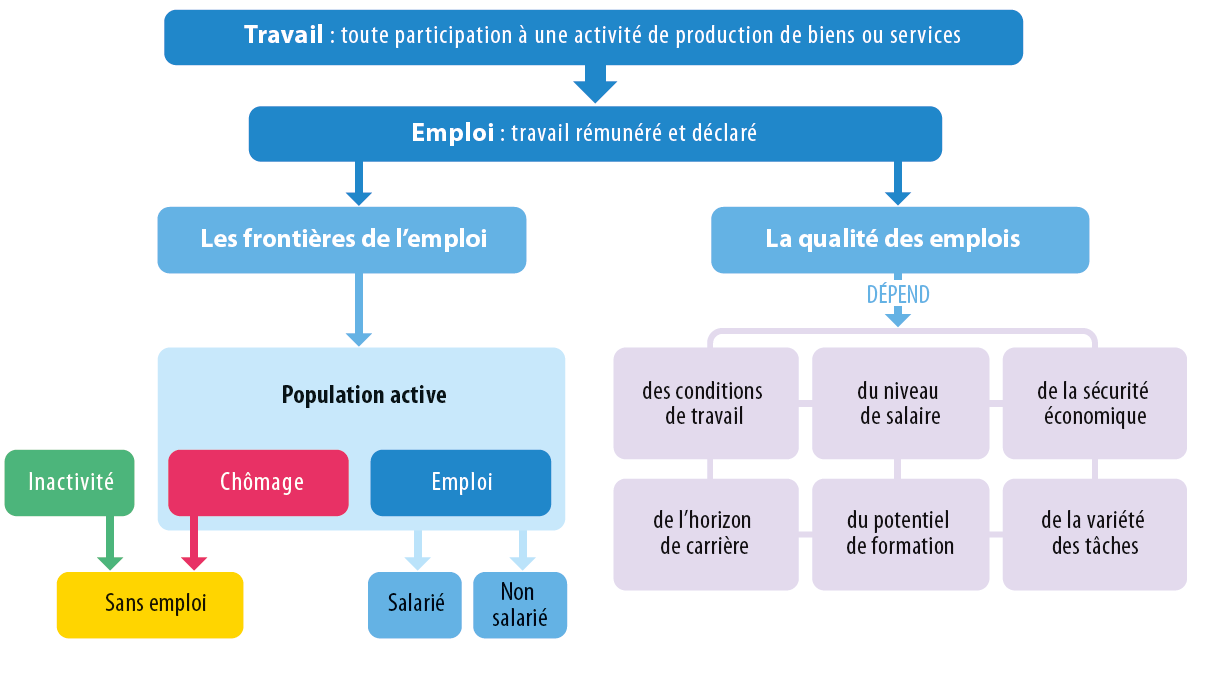 Travail : toute participation à une activité de production de biens ou services
Emploi : travail rémunéré et déclaré
Les frontières de l’emploi
La qualité des emplois
DÉPEND
Population active
Inactivité
Chômage
Emploi
Sans emploi
Salarié
Non
salarié
des conditions
de travail
du niveau
de salaire
de la sécurité
économique
de l’horizon
de carrière
du potentiel
de formation
de la variété
des tâches